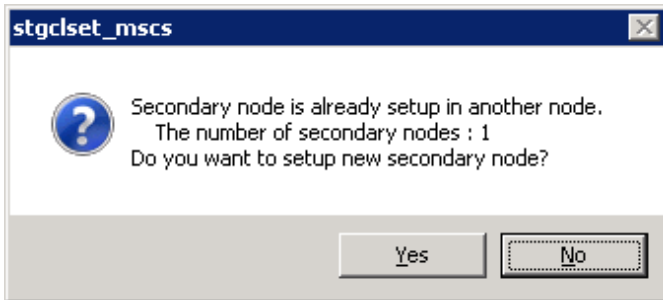 stgclset_mscs
Secondary node is already setup in another node.
The number of secondary nodes : 1
Do you want to setup new secondary node?
Yes
No